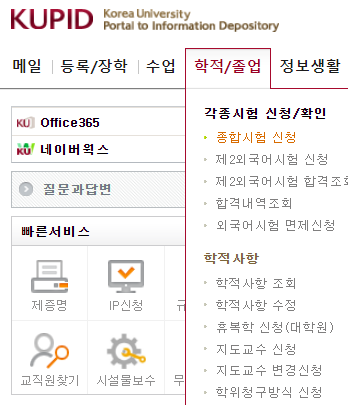 KUPID Korea University
Portal to Information Depository
메일 등록/장학 수업 학적/졸업 정보생활
Office365
네이버웍스
질문과답변
빠른서비스
제증명 IP신청
교직원찾기 시설물보수
각종시험 신청/확인
종합시험 신청
제2외국어시험 신청
제2외국어시험 합격조회
합격내역조회
외국어시험 면제신청
학적사항
학적사항 조회
학적사항 수정
휴복학 신청(대학원)
지도교수 신청
지도교수 변경신청
학위청구방식 신청